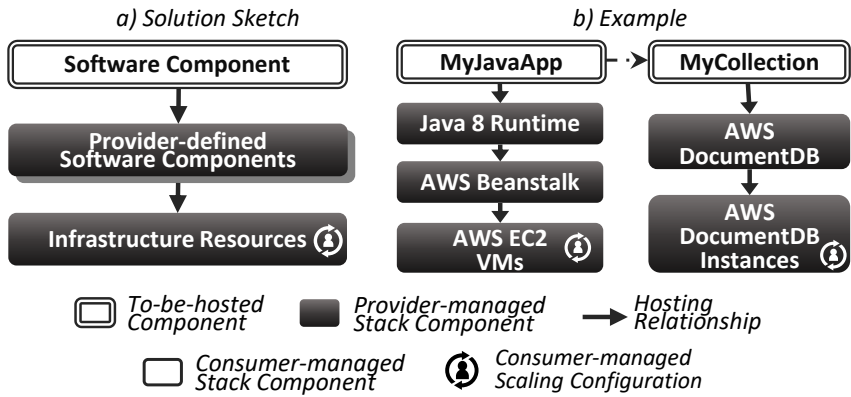 a) Solution Sketch
Software Component
Provider-defined
Software Components
Infrastructure Resources
b) Example
MyJavaApp
Java 8 Runtime
AWS Beanstalk
AWS EC2
VMs
MyCollection
AWS
DocumentDB
AWS
DocumentDB
Instances
To-be-hosted
Component
Provider-managed
Stack Component
Hosting
Relationship
Consumer-managed
Stack Component
Consumer-managed
Scaling Configuration